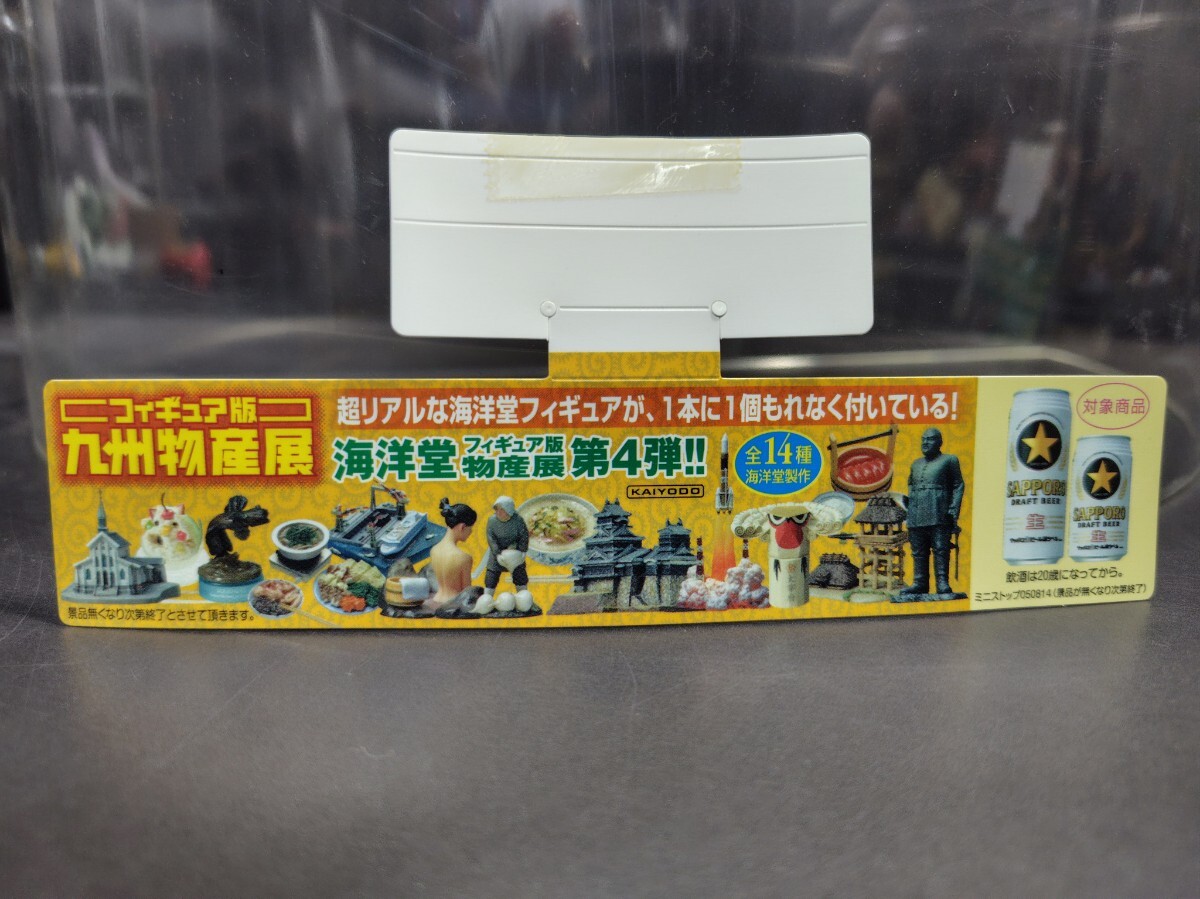 フィギュア版
九州物産展
超リアルな海洋堂フィギュアが、1本に1個もれなく付いている!
海洋堂フィギュア版物産展第4弾!!
KAIYODO
全14種
海洋堂製作
対象商品
SAPPORO
DRAFT BEER
SAPPORO
DRAFT BEER
飲酒は20歳になってから。
ミニストップ050814(景品が無くなり次第終了)
景品無くなり次第終了とさせて頂きます。